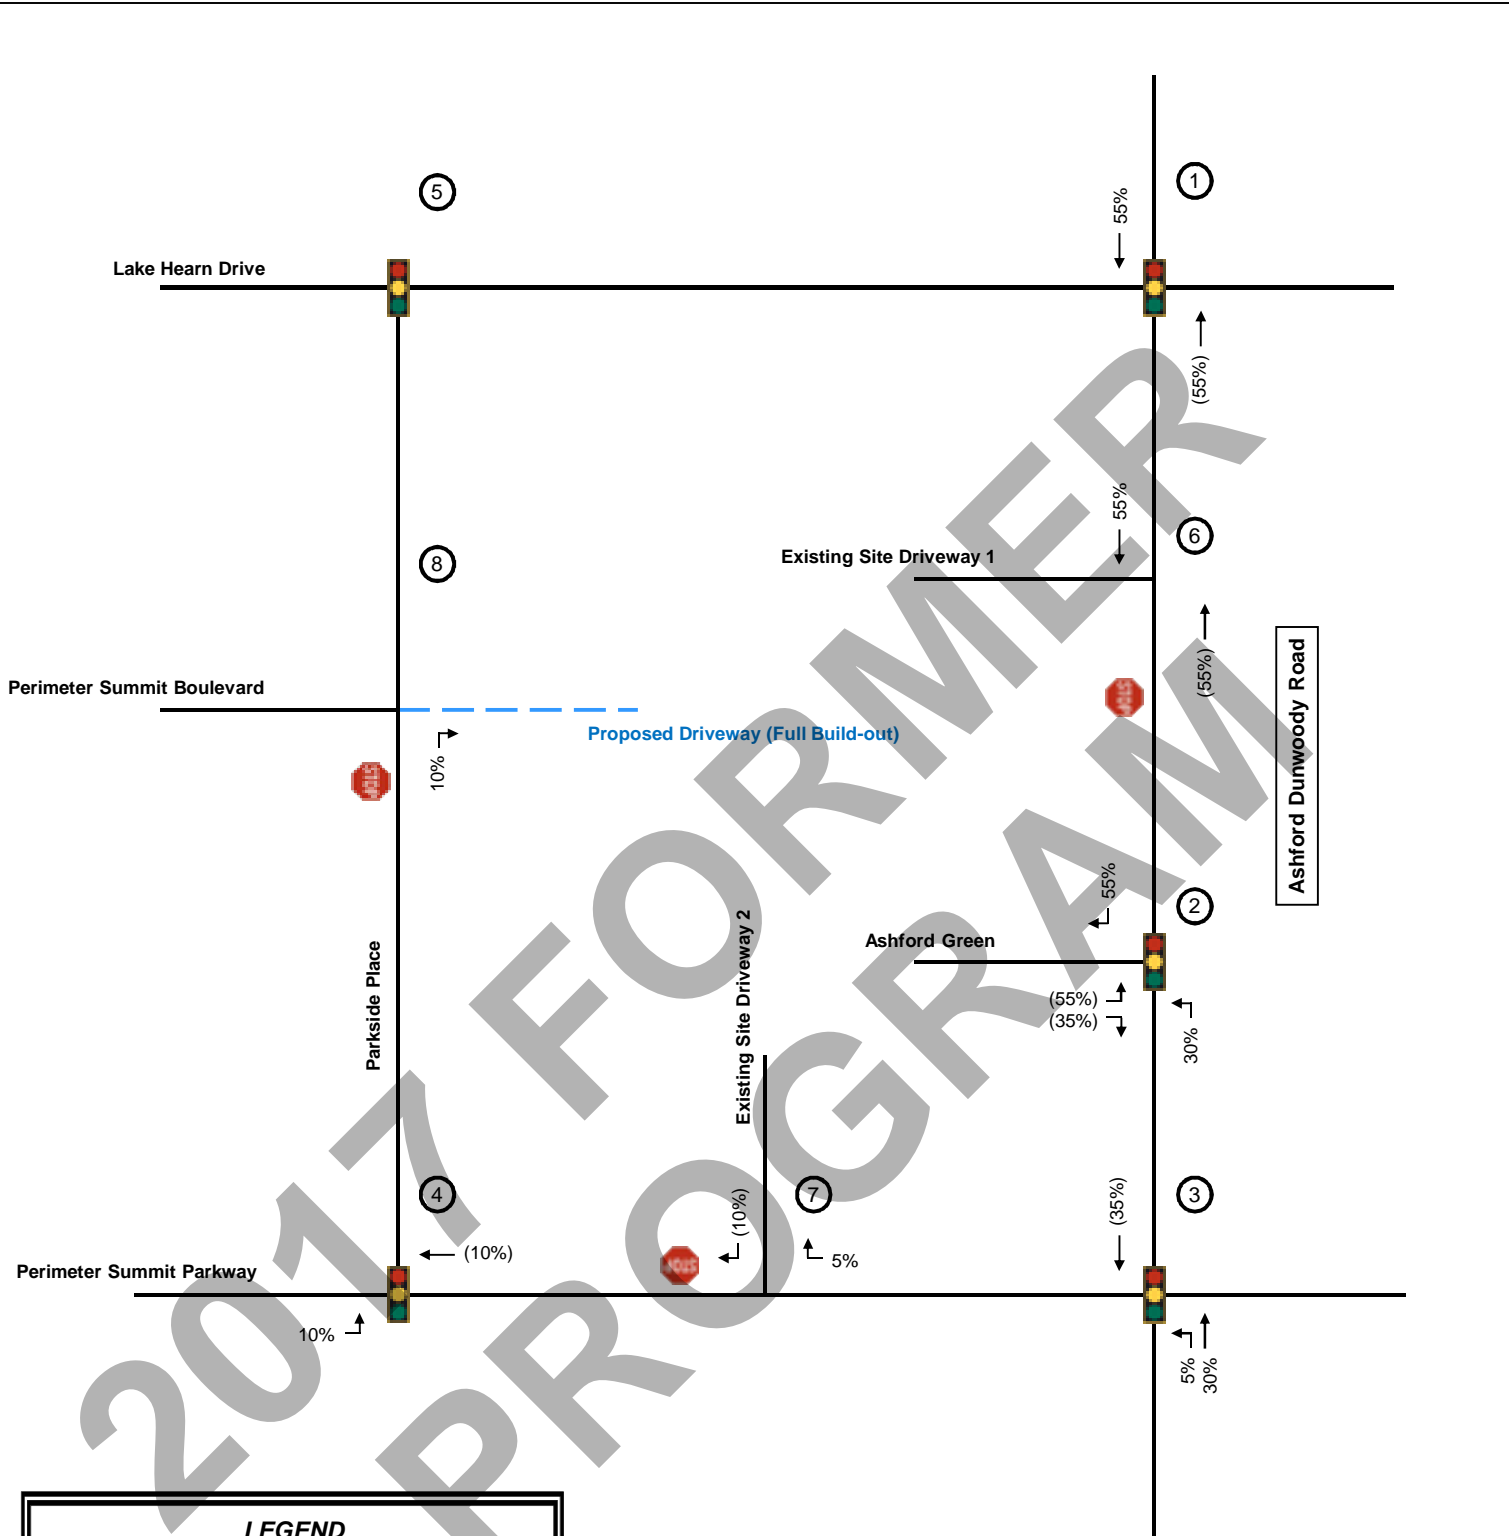 5
1
55%
Lake Hearn Drive
(55%)
55%
Existing Site Driveway 1
6
8
(55%)
Perimeter Summit Boulevard
Proposed Driveway (Full Build-out)
10%
STOP
STOP
Ashford Dunwoody Road
55%
2
Ashford Green
(55%)
(35%)
30%
Parkside Place
Existing Site Driveway 2
4
(10%)
7
(35%)
3
(10%)
STOP
5%
Perimeter Summit Parkway
10%
5%
30%
2017 FORMER
PROGRAM
LEGEND